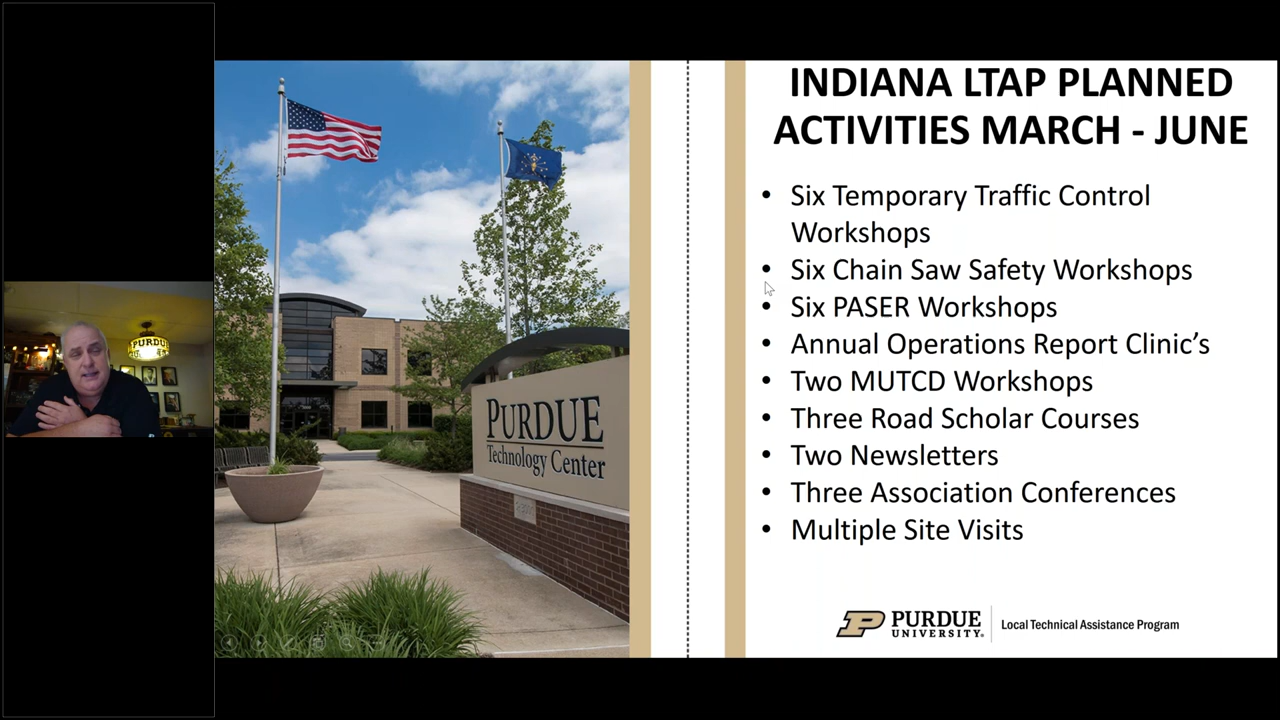 INDIANA LTAP PLANNED
ACTIVITIES MARCH - JUNE
• Six Temporary Traffic Control
Workshops
• Six Chain Saw Safety Workshops
• Six PASER Workshops
• Annual Operations Report Clinic’s
• Two MUTCD Workshops
• Three Road Scholar Courses
• Two Newsletters
• Three Association Conferences
• Multiple Site Visits
PURDUE
Technology Center
PURDUE
PURDUE
UNIVERSITY
Local Technical Assistance Program